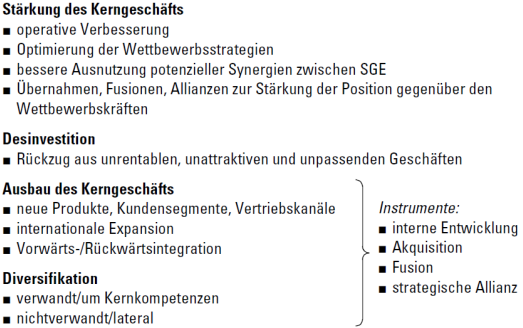 Stärkung des Kerngeschäfts
■ operative Verbesserung
■ Optimierung der Wettbewerbsstrategien
■ bessere Ausnutzung potenzieller Synergien zwischen SGE
■ Übernahmen, Fusionen, Allianzen zur Stärkung der Position gegenüber den
Wettbewerbskräften
Desinvestition
■ Rückzug aus unrentablen, unattraktiven und unpassenden Geschäften
Ausbau des Kerngeschäfts
■ neue Produkte, Kundensegmente, Vertriebskanäle
■ internationale Expansion
■ Vorwärts-/Rückwärtsintegration
Diversifikation
■ verwandt/um Kernkompetenzen
■ nichtverwandt/lateral
Instrumente:
■ interne Entwicklung
■ Akquisition
■ Fusion
■ strategische Allianz